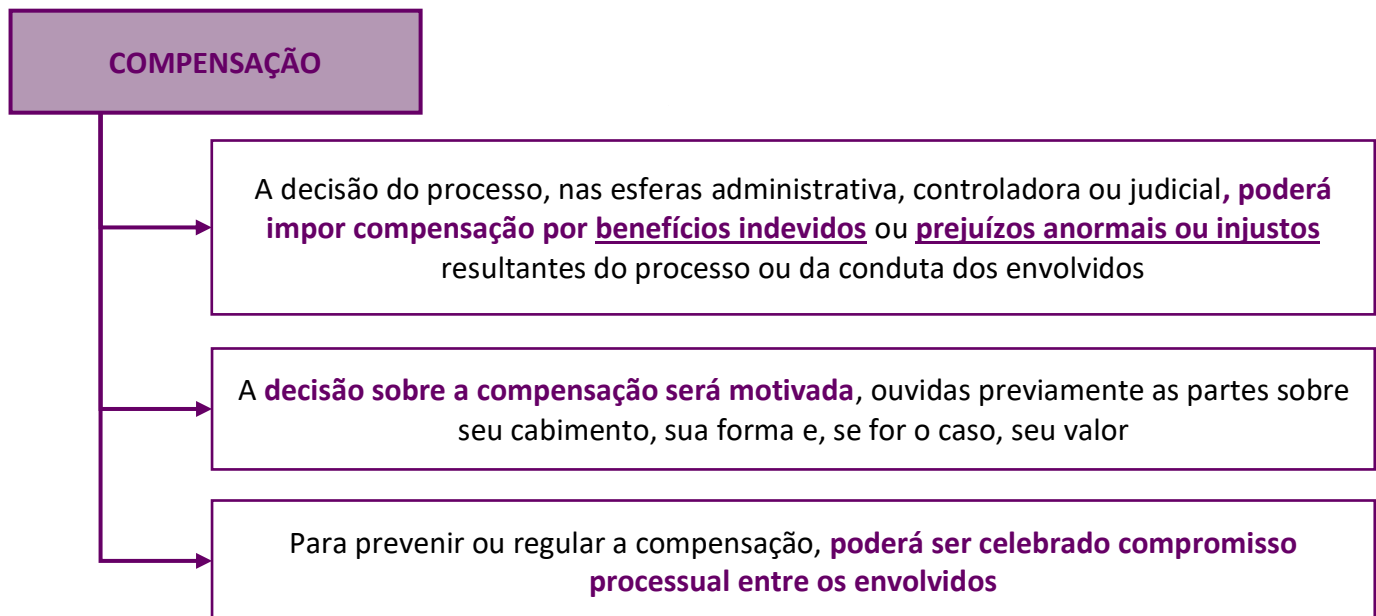 COMPENSAÇÃO
A decisão do processo, nas esferas administrativa, controladora ou judicial, poderá
impor compensação por benefícios indevidos ou prejuízos anormais ou injustos
resultantes do processo ou da conduta dos envolvidos
A decisão sobre a compensação será motivada, ouvidas previamente as partes sobre
seu cabimento, sua forma e, se for o caso, seu valor
Para prevenir ou regular a compensação, poderá ser celebrado compromisso
processual entre os envolvidos